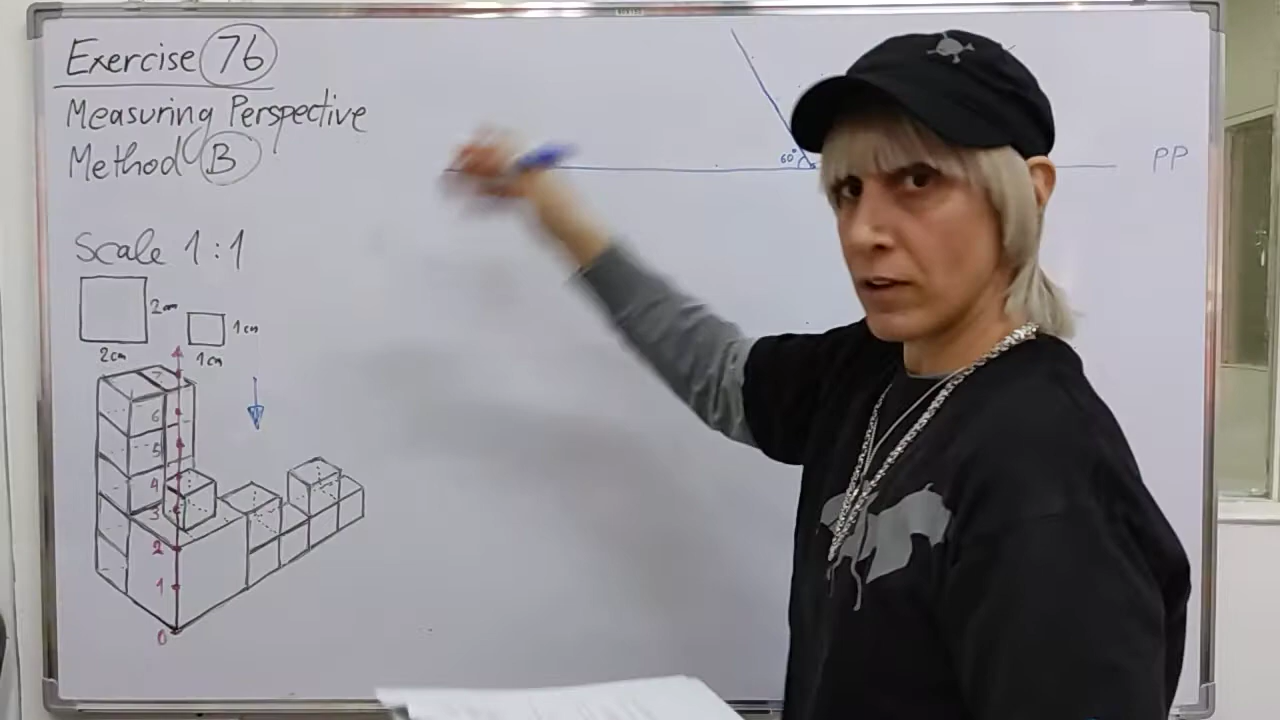 Exercise 76
Measuring Perspective
Method B
Scale 1:1
2cm
2cm
1cm
1cm
60°
PP
7
6
5
4
3
2
1
0